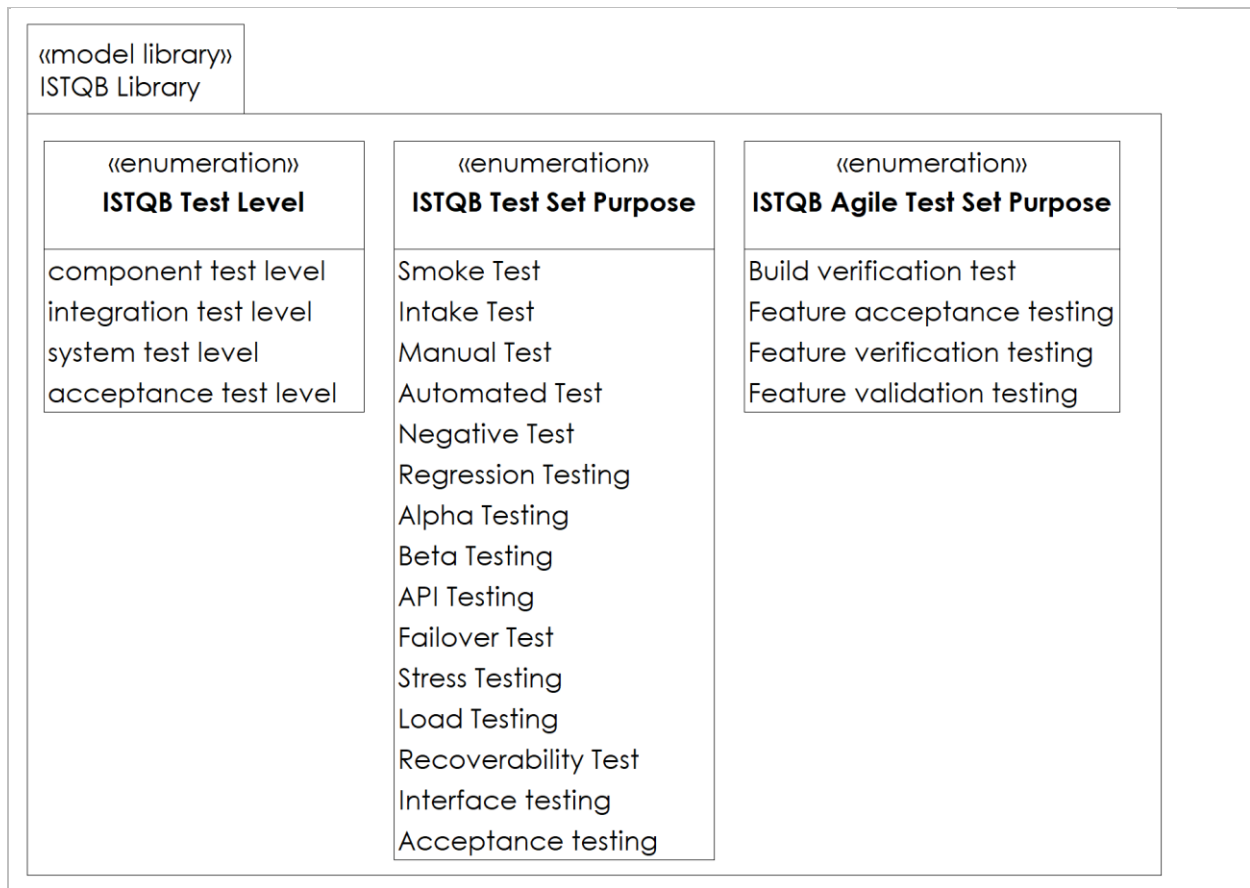 «model library»
ISTQB Library
«enumeration»
ISTQB Test Level
component test level
integration test level
system test level
acceptance test level
«enumeration»
ISTQB Test Set Purpose
Smoke Test
Intake Test
Manual Test
Automated Test
Negative Test
Regression Testing
Alpha Testing
Beta Testing
API Testing
Failover Test
Stress Testing
Load Testing
Recoverability Test
Interface testing
Acceptance testing
«enumeration»
ISTQB Agile Test Set Purpose
Build verification test
Feature acceptance testing
Feature verification testing
Feature validation testing